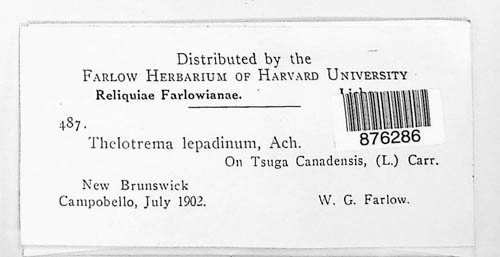 Distributed by the
FARLOW HERBARIUM OF HARVARD UNIVERSITY
Reliquiae Farlowianae.
487.
876286
Thelotrema lepadinum, Ach.
On Tsuga Canadensis, (L.) Carr.
New Brunswick
Campobello, July 1902. W. G. Farlow.